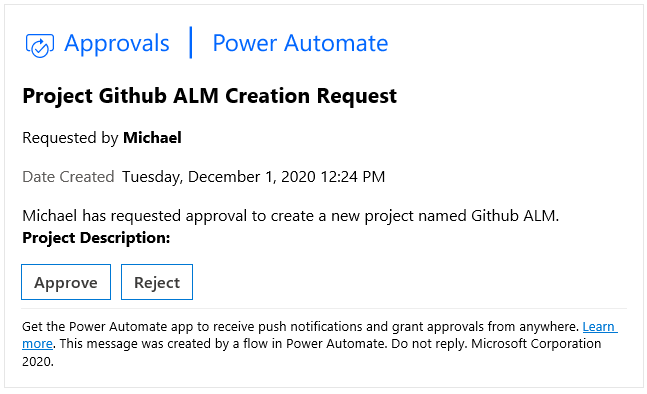 Approvals | Power Automate
Project Github ALM Creation Request
Requested by Michael
Date Created Tuesday, December 1, 2020 12:24 PM
Michael has requested approval to create a new project named Github ALM.
Project Description:
Approve Reject
Get the Power Automate app to receive push notifications and grant approvals from anywhere. Learn
more. This message was created by a flow in Power Automate. Do not reply. Microsoft Corporation
2020.